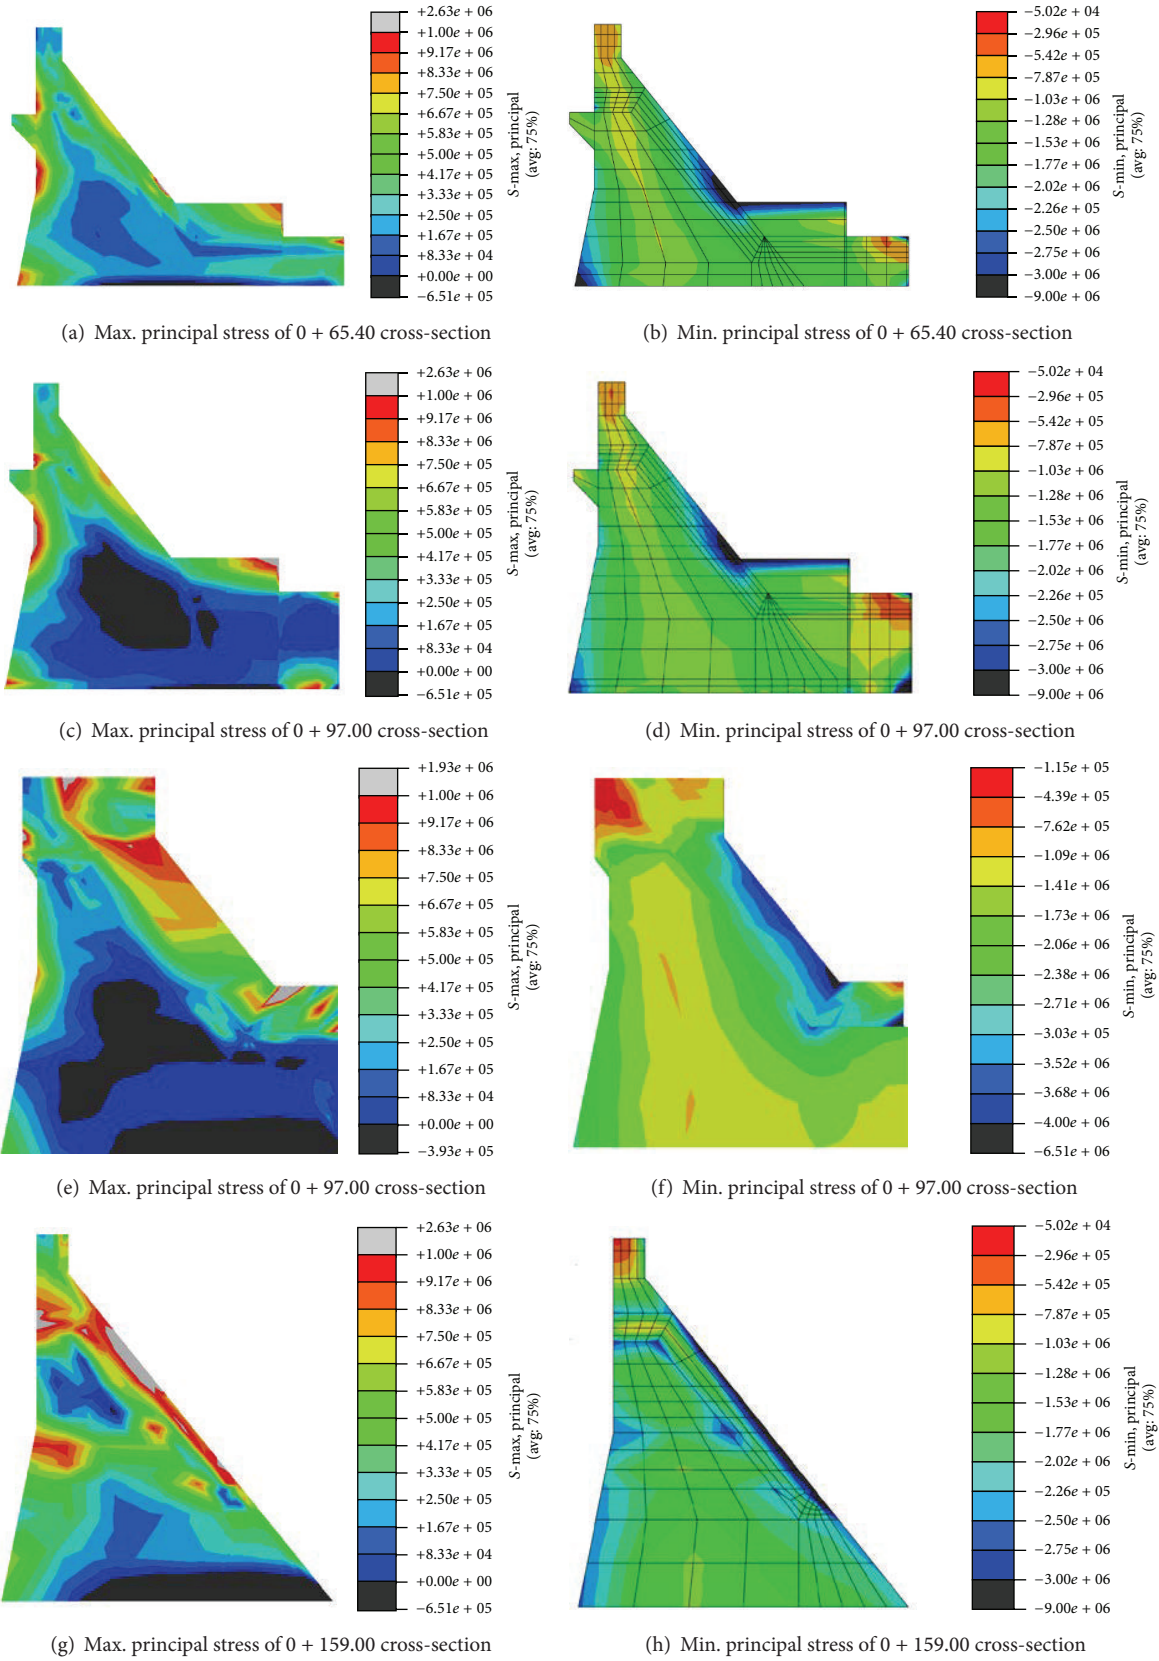 +2.63e + 06
+1.00e + 06
+9.17e + 06
+8.33e + 06
+7.50e + 05
+6.67e + 05
+5.83e + 05
+5.00e + 05
+4.17e + 05
+3.33e + 05
+2.50e + 05
+1.67e + 05
+8.33e + 04
+0.00e + 00
−6.51e + 05
S-max, principal
(avg: 75%)
−5.02e + 04
−2.96e + 05
−5.42e + 05
−7.87e + 05
−1.03e + 06
−1.28e + 06
−1.53e + 06
−1.77e + 06
−2.02e + 06
−2.26e + 05
−2.50e + 06
−2.75e + 06
−3.00e + 06
−9.00e + 06
S-min, principal
(avg: 75%)
(a) Max. principal stress of 0 + 65.40 cross-section
(b) Min. principal stress of 0 + 65.40 cross-section
+2.63e + 06
+1.00e + 06
+9.17e + 06
+8.33e + 06
+7.50e + 05
+6.67e + 05
+5.83e + 05
+5.00e + 05
+4.17e + 05
+3.33e + 05
+2.50e + 05
+1.67e + 05
+8.33e + 04
+0.00e + 00
−6.51e + 05
S-max, principal
(avg: 75%)
−5.02e + 04
−2.96e + 05
−5.42e + 05
−7.87e + 05
−1.03e + 06
−1.28e + 06
−1.53e + 06
−1.77e + 06
−2.02e + 06
−2.26e + 05
−2.50e + 06
−2.75e + 06
−3.00e + 06
−9.00e + 06
S-min, principal
(avg: 75%)
(c) Max. principal stress of 0 + 97.00 cross-section
(d) Min. principal stress of 0 + 97.00 cross-section
+1.93e + 06
+1.00e + 06
+9.17e + 06
+8.33e + 06
+7.50e + 05
+6.67e + 05
+5.83e + 05
+5.00e + 05
+4.17e + 05
+3.33e + 05
+2.50e + 05
+1.67e + 05
+8.33e + 04
+0.00e + 00
−3.93e + 05
S-max, principal
(avg: 75%)
−1.15e + 05
−4.39e + 05
−7.62e + 05
−1.09e + 06
−1.41e + 06
−1.73e + 06
−2.06e + 06
−2.38e + 06
−2.71e + 06
−3.03e + 05
−3.52e + 06
−3.68e + 06
−4.00e + 06
−6.51e + 06
S-min, principal
(avg: 75%)
(e) Max. principal stress of 0 + 97.00 cross-section
(f) Min. principal stress of 0 + 97.00 cross-section
+2.63e + 06
+1.00e + 06
+9.17e + 06
+8.33e + 06
+7.50e + 05
+6.67e + 05
+5.83e + 05
+5.00e + 05
+4.17e + 05
+3.33e + 05
+2.50e + 05
+1.67e + 05
+8.33e + 04
+0.00e + 00
−6.51e + 05
S-max, principal
(avg: 75%)
−5.02e + 04
−2.96e + 05
−5.42e + 05
−7.87e + 05
−1.03e + 06
−1.28e + 06
−1.53e + 06
−1.77e + 06
−2.02e + 06
−2.26e + 05
−2.50e + 06
−2.75e + 06
−3.00e + 06
−9.00e + 06
S-min, principal
(avg: 75%)
(g) Max. principal stress of 0 + 159.00 cross-section
(h) Min. principal stress of 0 + 159.00 cross-section